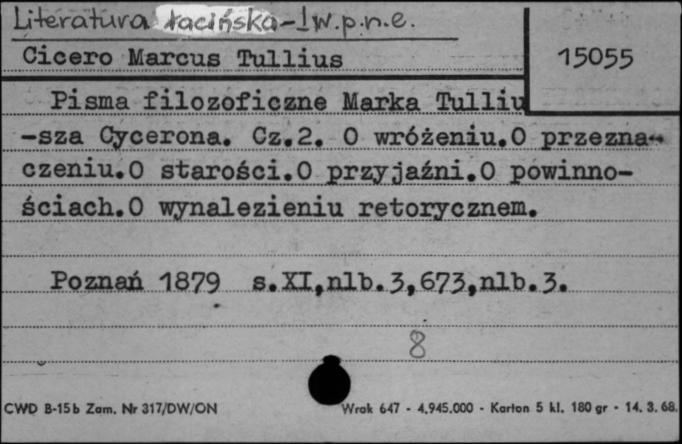 Literatura łacińska - I w. p.n.e.
Cicero Marcus Tullius
15055
Pisma filozoficzne Marka Tulliu
-sza Cycerona. Cz.2. O wróżeniu.O przezna-
czeniu.O starości.O przyjaźni.O powinno-
ściach.O wynalezieniu retorycznem.
Poznań 1879 s.XI,nlb.3,673,nlb.3.
8
CWD B-15b Zam. Nr 317/DW/ON Wrak 647 - 4.945.000 - Karton 5 kl. 180 gr - 14. 3. 68.